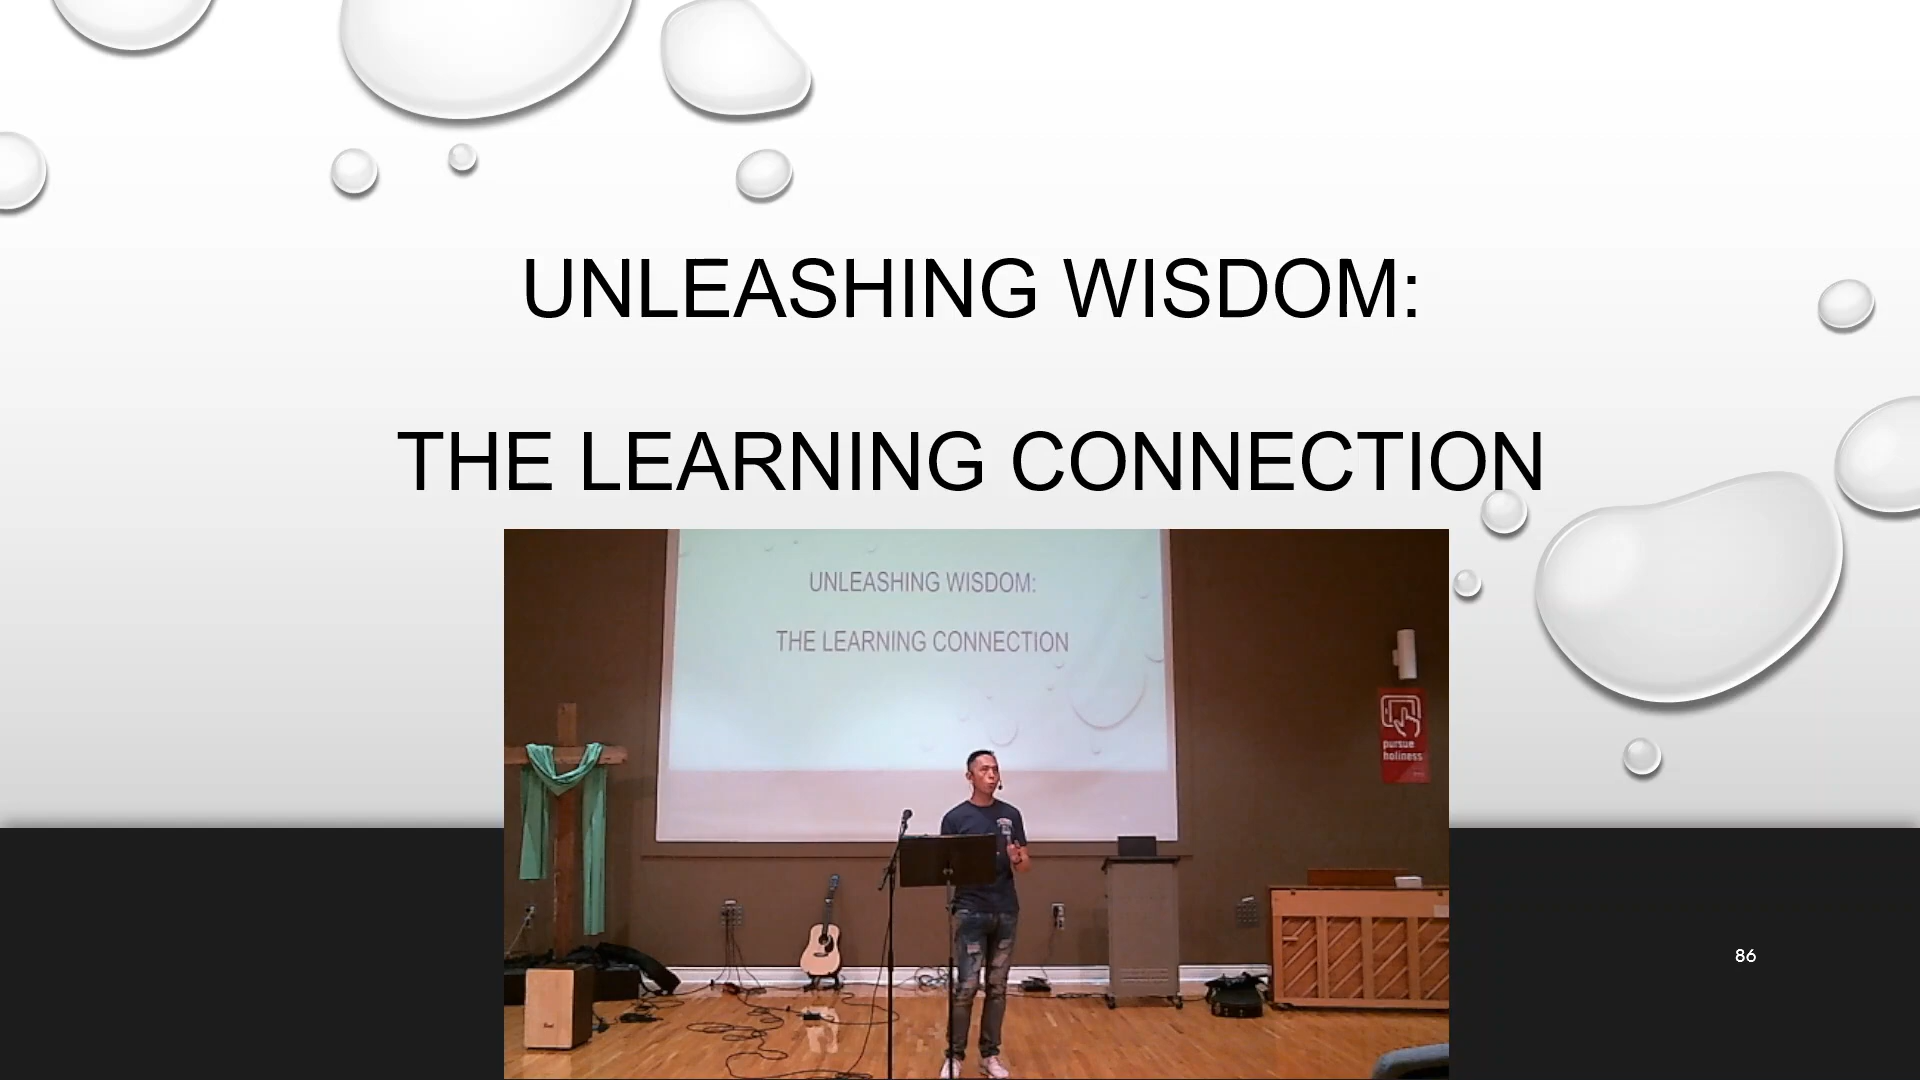 UNLEASHING WISDOM:
THE LEARNING CONNECTION
UNLEASHING WISDOM:
THE LEARNING CONNECTION
pursue
holiness
86